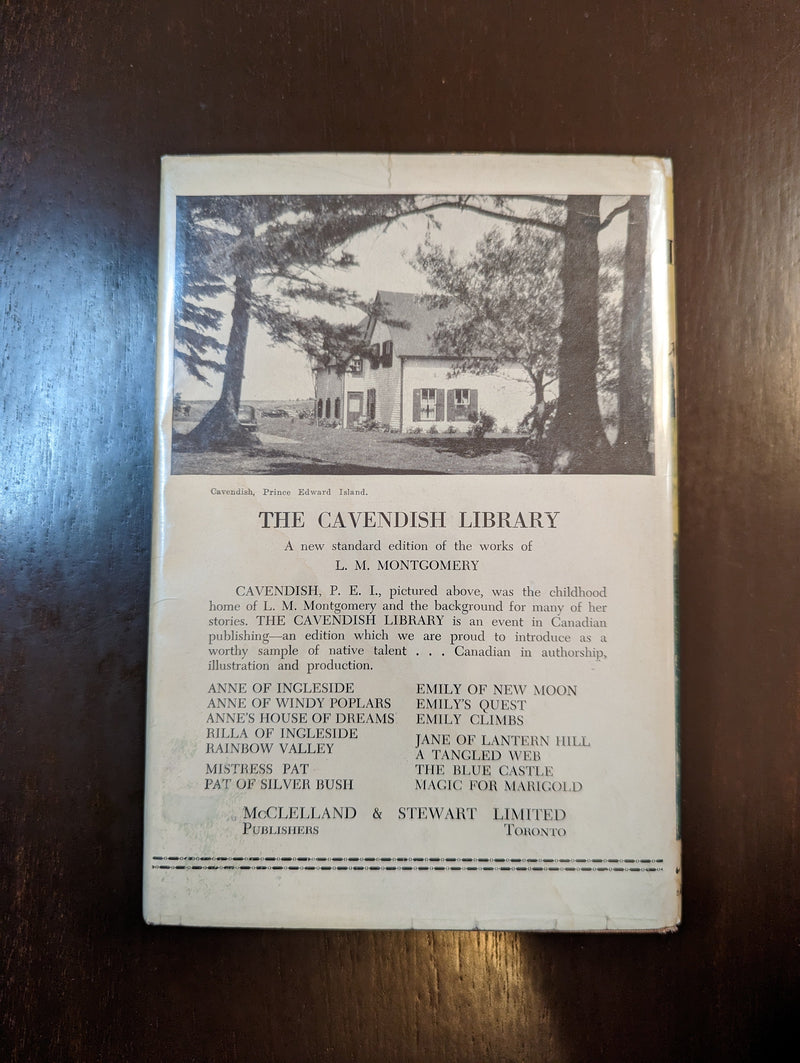 Cavendish, Prince Edward Island.
THE CAVENDISH LIBRARY
A new standard edition of the works of
L. M. MONTGOMERY
CAVENDISH, P. E. I., pictured above, was the childhood
home of L. M. Montgomery and the background for many of her
stories. THE CAVENDISH LIBRARY is an event in Canadian
publishing—an edition which we are proud to introduce as a
worthy sample of native talent . . . Canadian in authorship,
illustration and production.
ANNE OF INGLESIDE
ANNE OF WINDY POPLARS
ANNE'S HOUSE OF DREAMS
RILLA OF INGLESIDE
RAINBOW VALLEY
MISTRESS PAT
PAT OF SILVER BUSH
EMILY OF NEW MOON
EMILY'S QUEST
EMILY CLIMBS
JANE OF LANTERN HILL
A TANGLED WEB
THE BLUE CASTLE
MAGIC FOR MARIGOLD
McCLELLAND & STEWART LIMITED
PUBLISHERS TORONTO